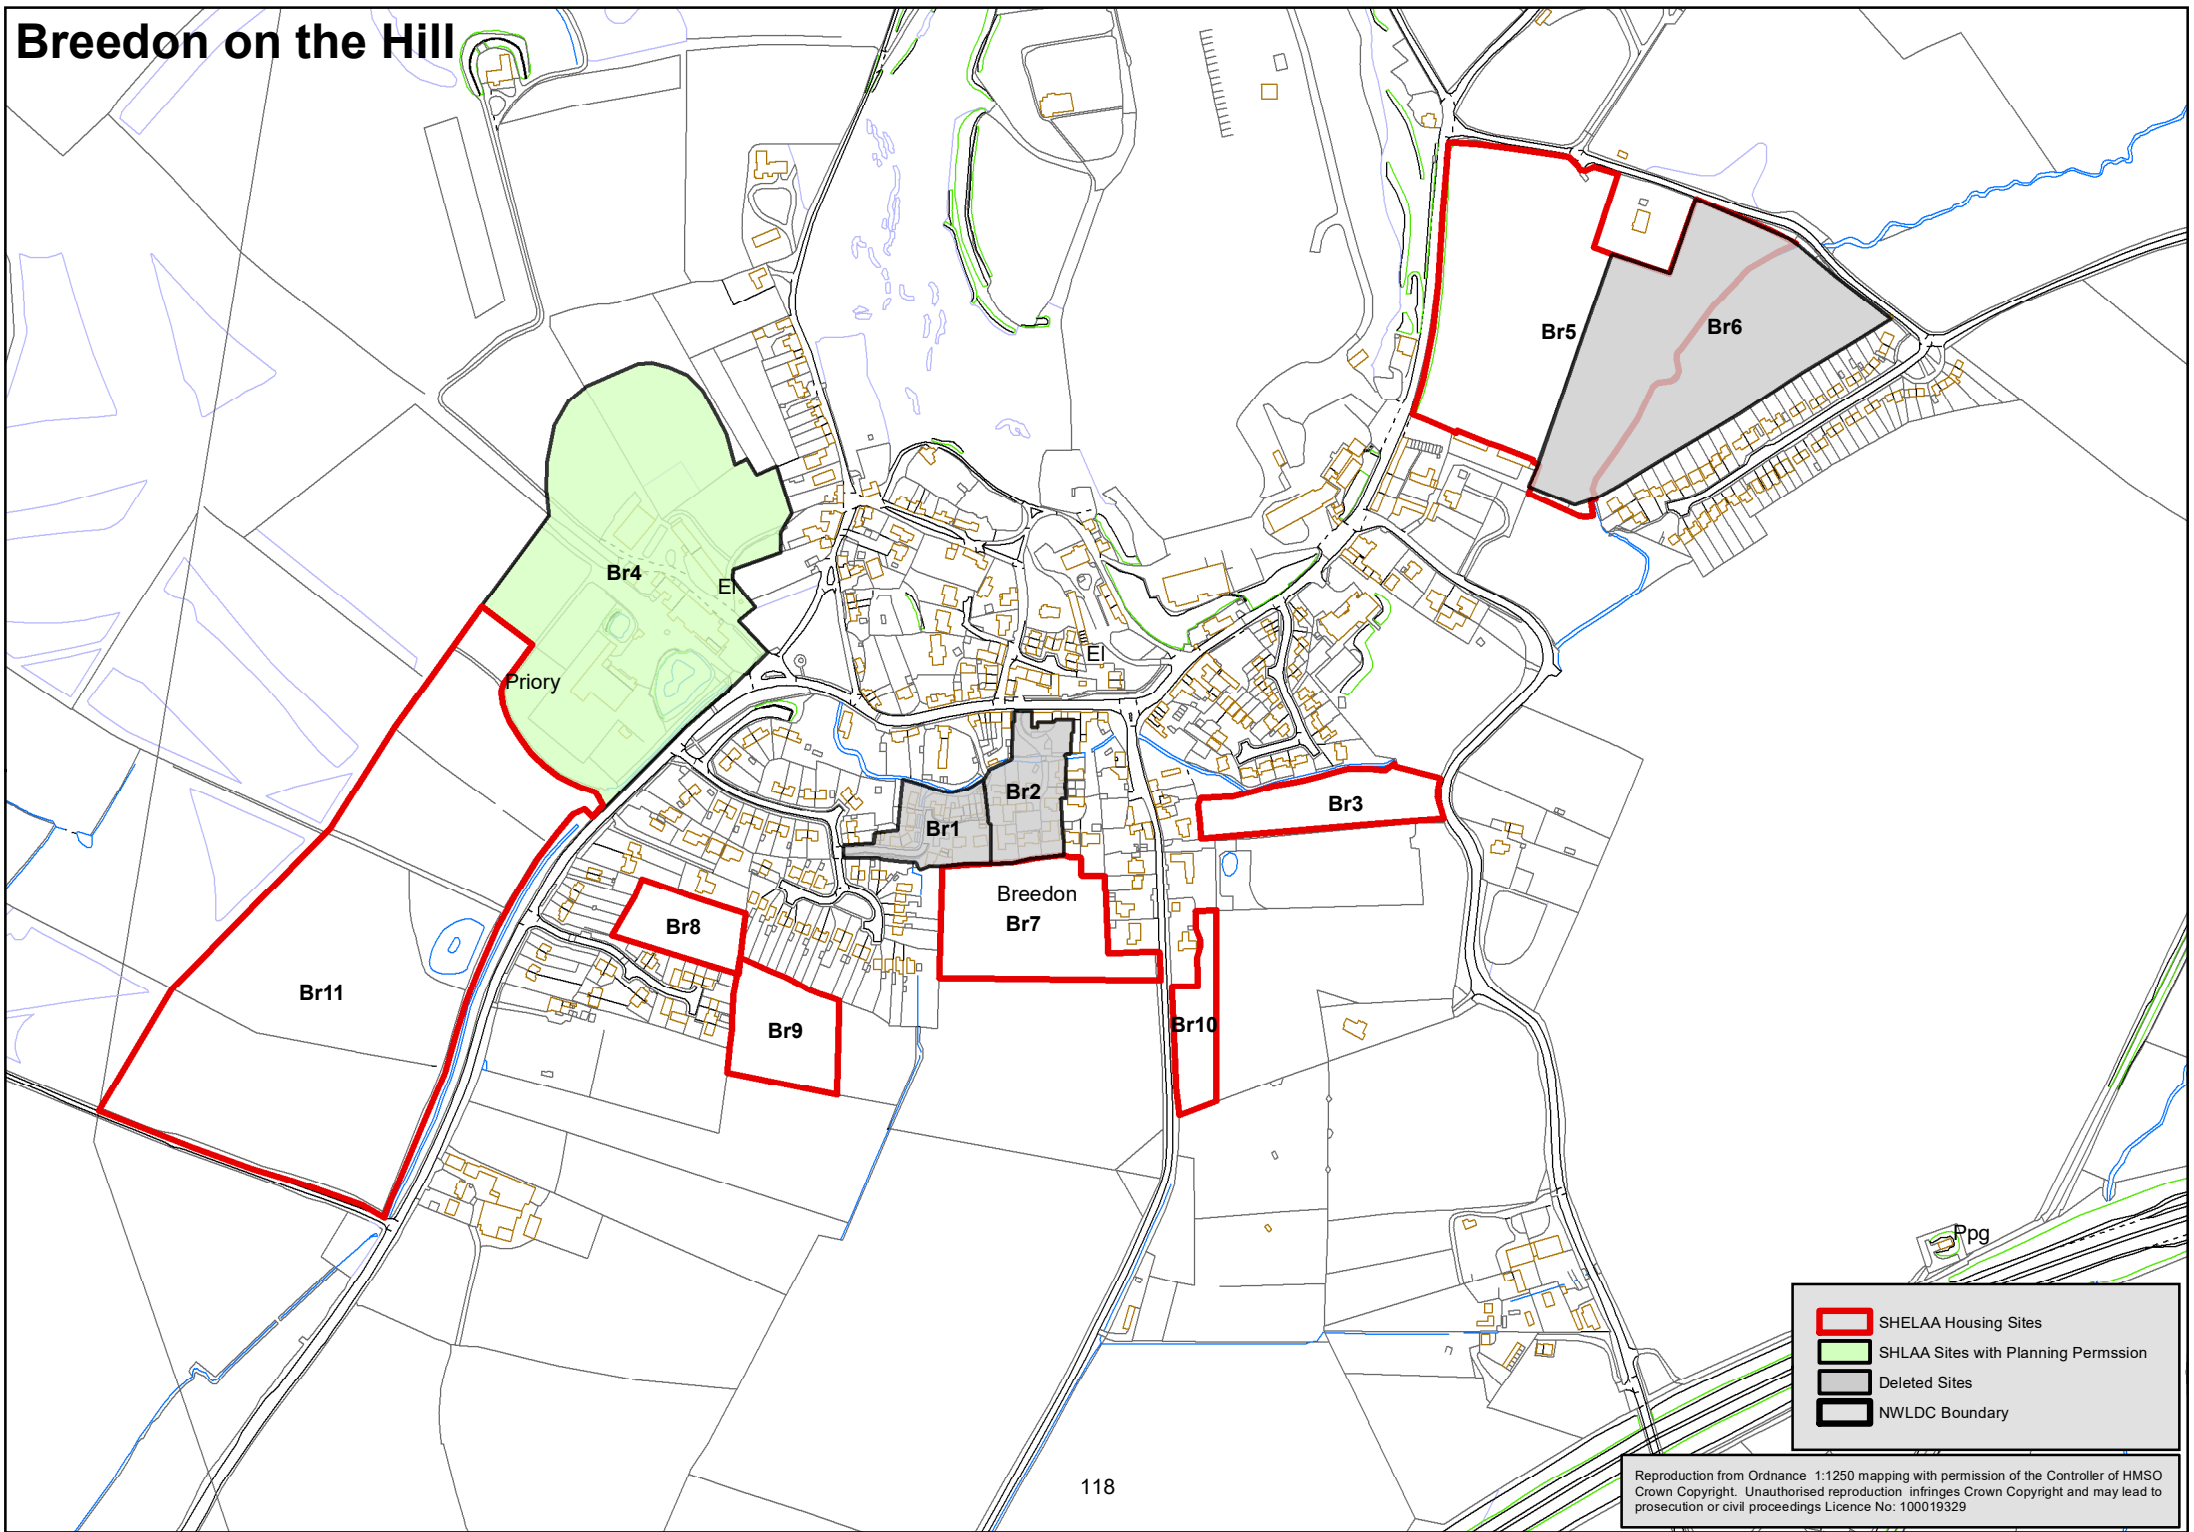 Breedon on the Hill
Br5
Br6
Br4
El
El
Priory
Br2
Br3
Br1
Breedon
Br7
Br8
Br11
Br10
Br9
Ppg
SHELAA Housing Sites
SHLAA Sites with Planning Permssion
Deleted Sites
NWLDC Boundary
118
Reproduction from Ordnance 1:1250 mapping with permission of the Controller of HMSO
Crown Copyright. Unauthorised reproduction infringes Crown Copyright and may lead to
prosecution or civil proceedings Licence No: 100019329